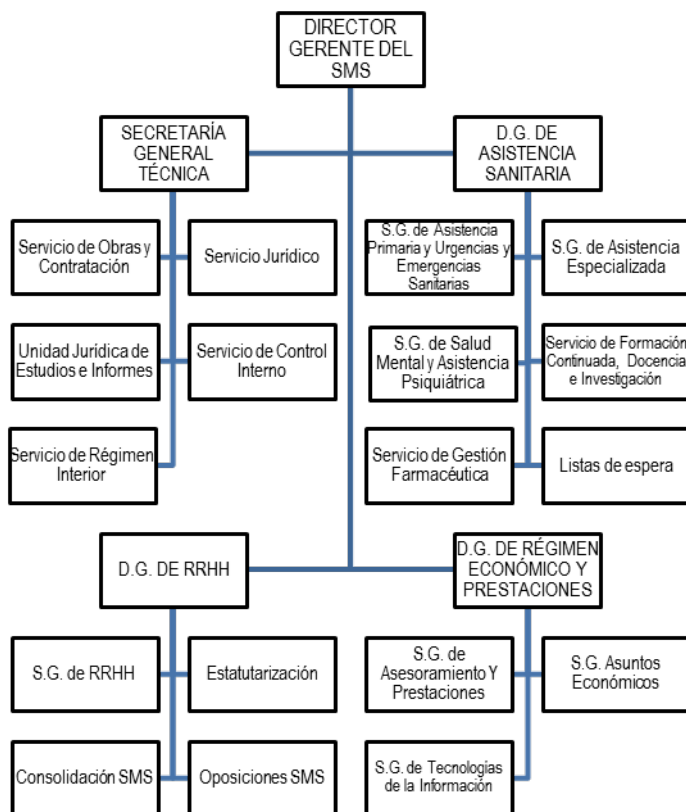 DIRECTOR
GERENTE DEL
SMS
SECRETARÍA
GENERAL
TÉCNICA
D.G. DE
ASISTENCIA
SANITARIA
Servicio de Obras y
Contratación
Servicio Jurídico
S.G. de Asistencia
Primaria y Urgencias y
Emergencias
Sanitarias
S.G. de Asistencia
Especializada
Unidad Jurídica de
Estudios e Informes
Servicio de Control
Interno
S.G. de Salud
Mental y Asistencia
Psiquiátrica
Servicio de Formación
Continuada, Docencia
e Investigación
Servicio de Régimen
Interior
Servicio de Gestión
Farmacéutica
Listas de espera
D.G. DE RRHH
D.G. DE RÉGIMEN
ECONÓMICO Y
PRESTACIONES
S.G. de RRHH
Estatutarización
S.G. de
Asesoramiento Y
Prestaciones
S.G. Asuntos
Económicos
Consolidación SMS
Oposiciones SMS
S.G. de Tecnologias
de la Información